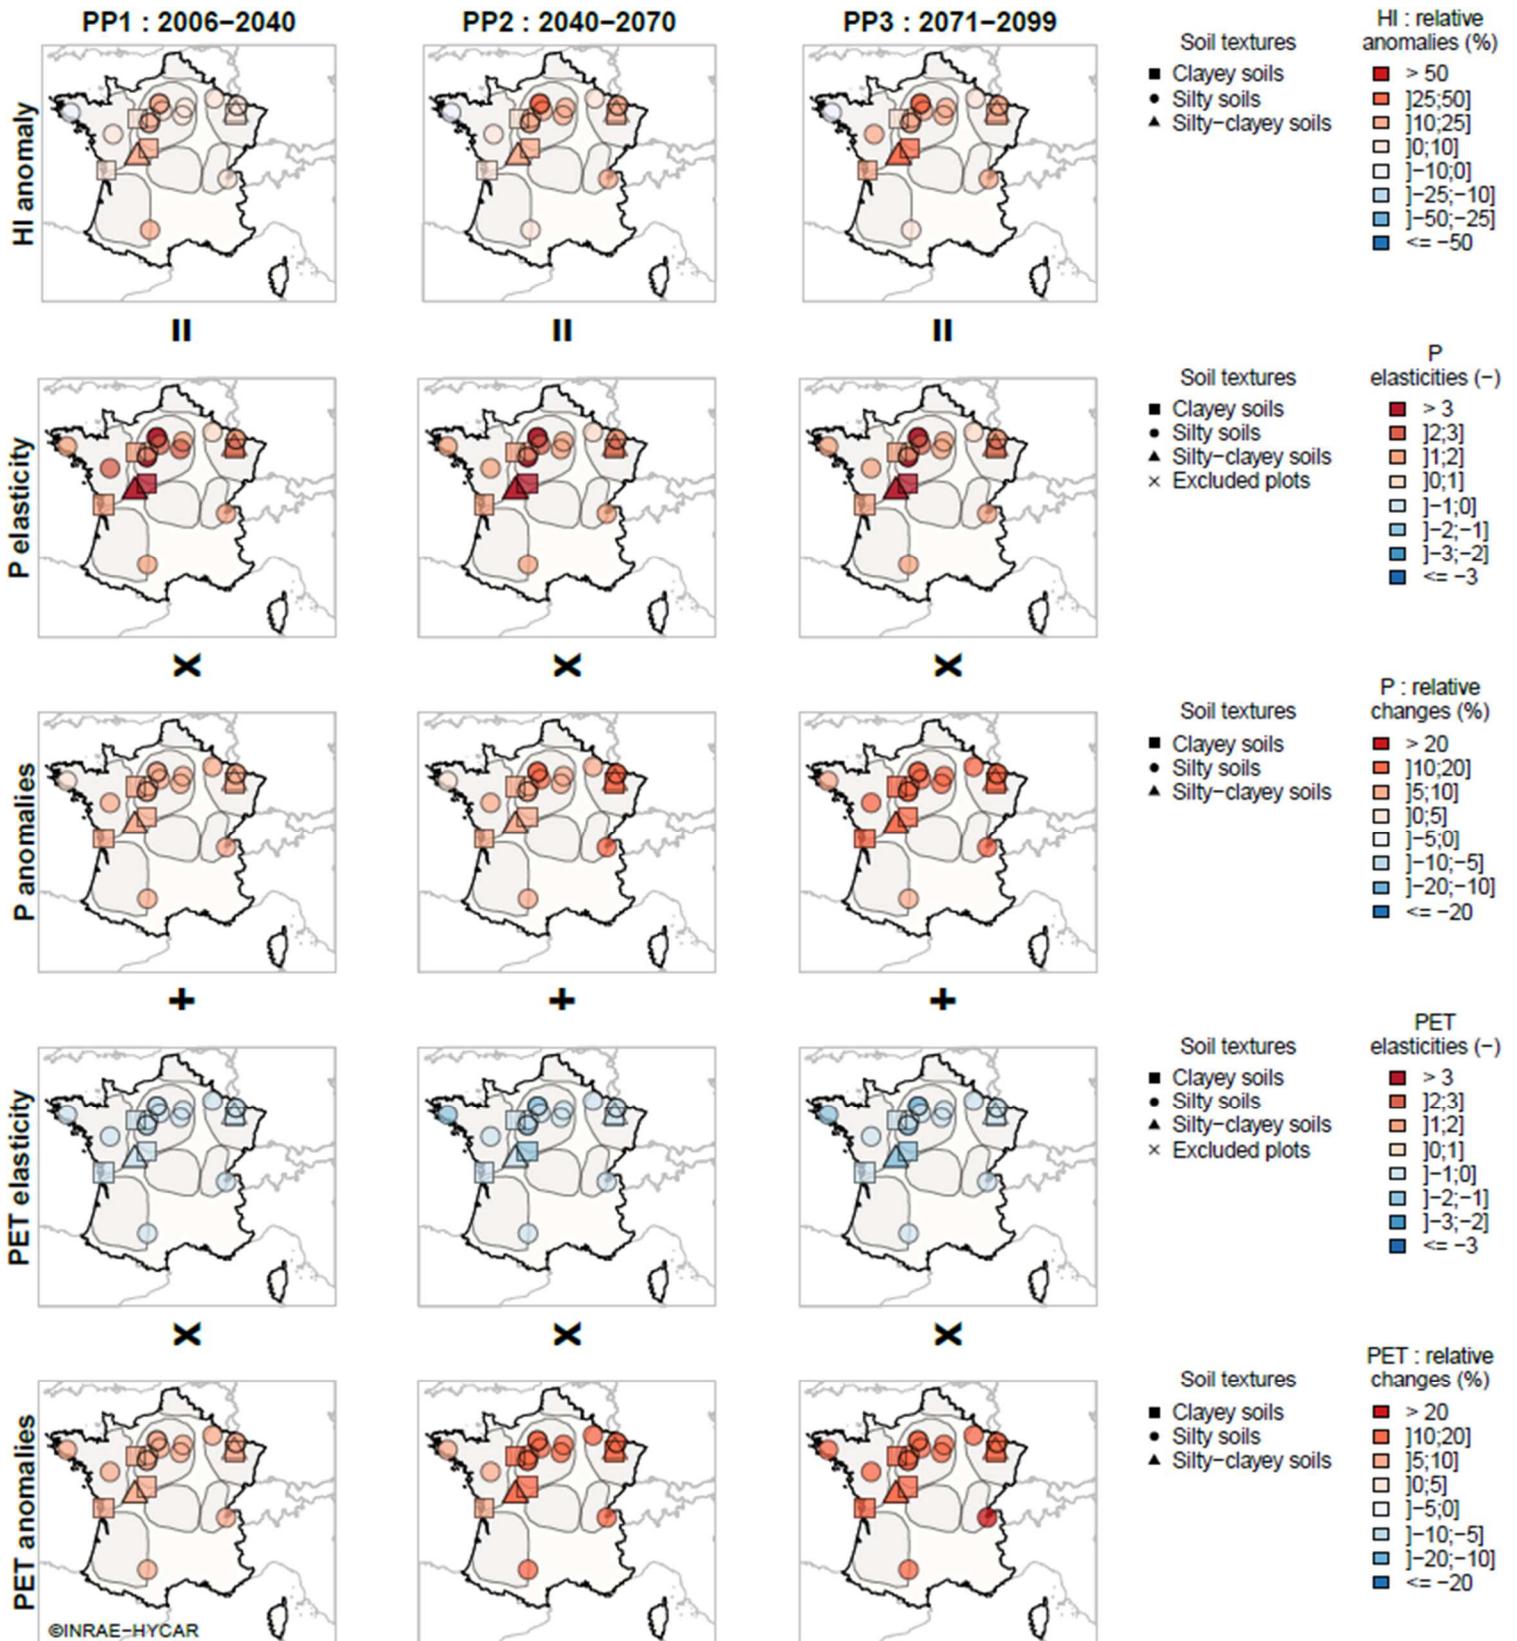 PP1 : 2006−2040
PP2 : 2040−2070
PP3 : 2071−2099
HI anomaly
Soil textures
Clayey soils
Silty soils
Silty−clayey soils
HI : relative
anomalies (%)
> 50
]25;50]
]10;25]
]0;10]
]−10;0]
]−25;−10]
]−50;−25]
<= −50
=
=
=
P elasticity
Soil textures
Clayey soils
Silty soils
Silty−clayey soils
Excluded plots
P
elasticities (−)
> 3
]2;3]
]1;2]
]0;1]
]−1;0]
]−2;−1]
]−3;−2]
<= −3
x
x
x
P anomalies
Soil textures
Clayey soils
Silty soils
Silty−clayey soils
P : relative
changes (%)
> 20
]10;20]
]5;10]
]0;5]
]−5;0]
]−10;−5]
]−20;−10]
<= −20
+
+
+
PET elasticity
Soil textures
Clayey soils
Silty soils
Silty−clayey soils
Excluded plots
PET
elasticities (−)
> 3
]2;3]
]1;2]
]0;1]
]−1;0]
]−2;−1]
]−3;−2]
<= −3
x
x
x
PET anomalies
Soil textures
Clayey soils
Silty soils
Silty−clayey soils
PET : relative
changes (%)
> 20
]10;20]
]5;10]
]0;5]
]−5;0]
]−10;−5]
]−20;−10]
<= −20
©INRAE−HYCAR